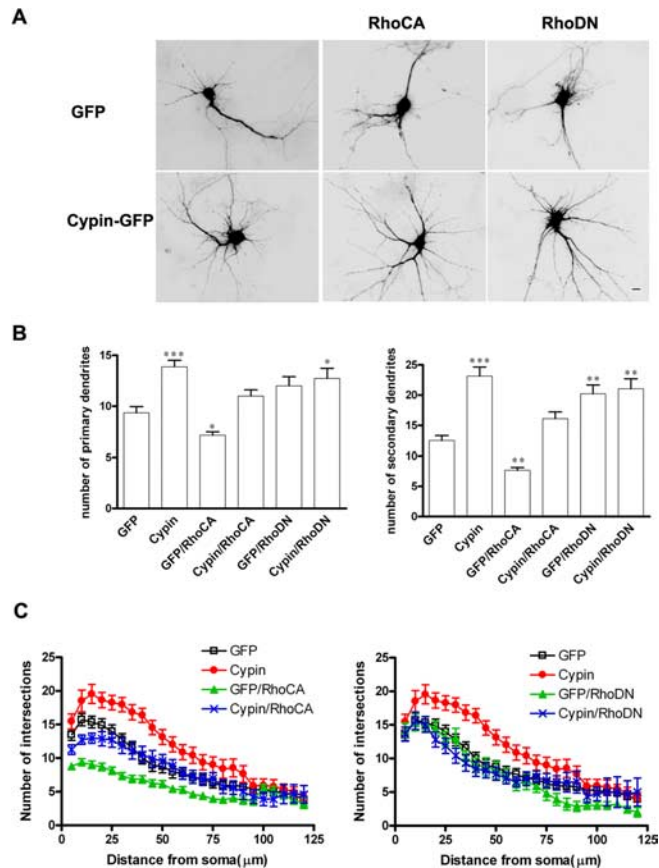 A
RhoCA
RhoDN
GFP
Cypin-GFP
B
number of primary dendrites
15
10
5
0
GFP
Cypin
GFP/RhoCA
Cypin/RhoCA
GFP/RhoDN
Cypin/RhoDN
***
*
*
number of secondary dendrites
25
20
15
10
5
0
GFP
Cypin
GFP/RhoCA
Cypin/RhoCA
GFP/RhoDN
Cypin/RhoDN
***
**
**
**
C
GFP
Cypin
GFP/RhoCA
Cypin/RhoCA
Number of intersections
25
20
15
10
5
0
0
25
50
75
100
125
Distance from soma(μm)
GFP
Cypin
GFP/RhoDN
Cypin/RhoDN
Number of intersections
25
20
15
10
5
0
0
25
50
75
100
125
Distance from soma(μm)